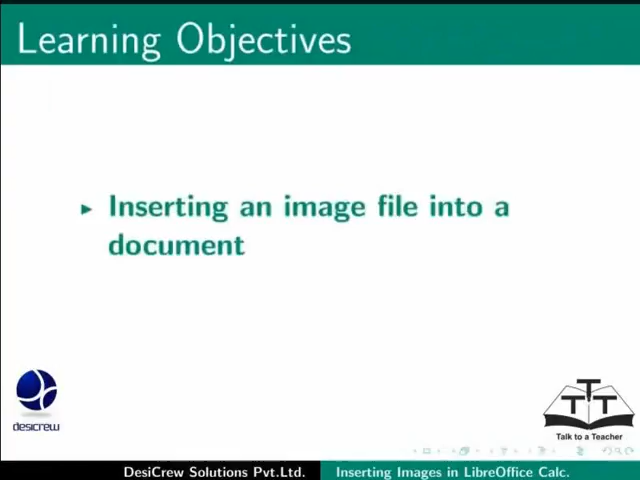 Learning Objectives
Inserting an image file into a
document
desicrew
T T T
Talk to a Teacher
DesiCrew Solutions Pvt.Ltd. Inserting Images in LibreOffice Calc.